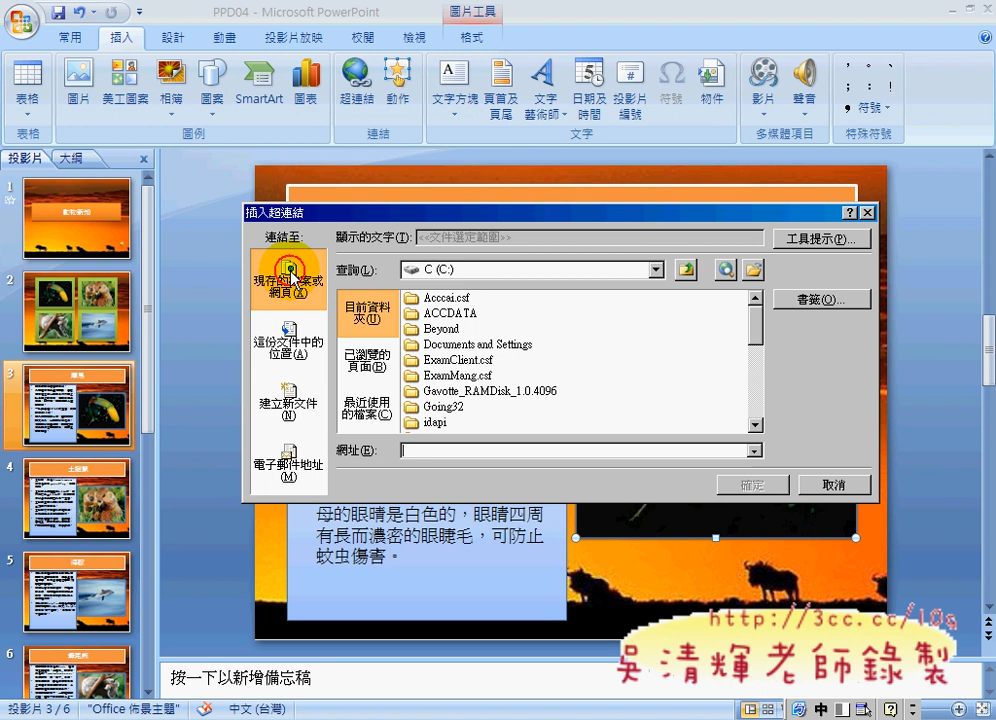 PPD04 - Microsoft PowerPoint
圖片工具
常用
插入
設計
動畫
投影片放映
校閱
檢視
格式
表格
圖片
美工圖案
相簿
圖案
SmartArt
圖表
超連結
動作
文字方塊
頁首及
頁尾
文字
藝術師
日期及
時間
投影片
編號
符號
物件
影片
聲音
符號
表格
圖例
連結
文字
多媒體項目
特殊符號
投影片
大綱
插入超連結
連結至:
顯示的文字(T):
<<文件選定範圍>>
工具提示(P)...
現存的檔案或
網頁(X)
查詢(L):
C (C:)
書籤(O)...
目前資料
夾(U)
Acccai.csf
ACCDATA
Beyond
Documents and Settings
ExamClient.csf
ExamMang.csf
Gavotte_RAMDisk_1.0.4096
Going32
idapi
這份文件中的
位置(A)
已瀏覽的
頁面(B)
建立新文件
(N)
最近使用
的檔案(C)
電子郵件地址
(M)
網址(E):
確定
取消
1
2
3
4
5
6
母的眼睛是白色的，眼睛四周
有長而濃密的眼睫毛，可防止
蚊虫傷害。
http://3cc.cc/10q
吳清輝老師錄製
按一下以新增備忘稿
投影片 3 / 6
"Office 佈景主題"
中文 (台灣)
中